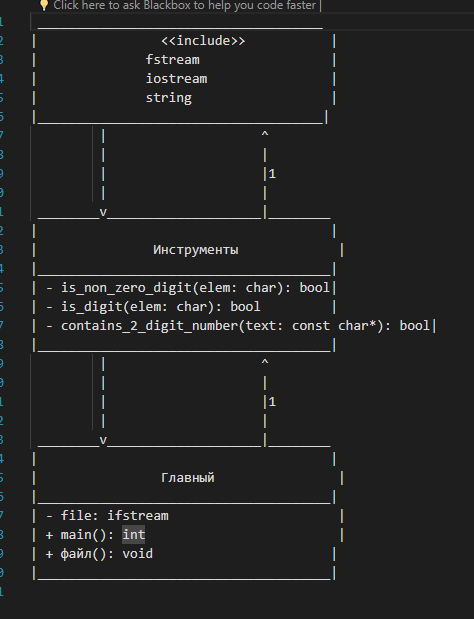 Click here to ask Blackbox to help you code faster
<<include>>
fstream
iostream
string
1
Инструменты
- is_non_zero_digit(elem: char): bool
- is_digit(elem: char): bool
- contains_2_digit_number(text: const char*): bool
1
Главный
- file: ifstream
+ main(): int
+ файл(): void